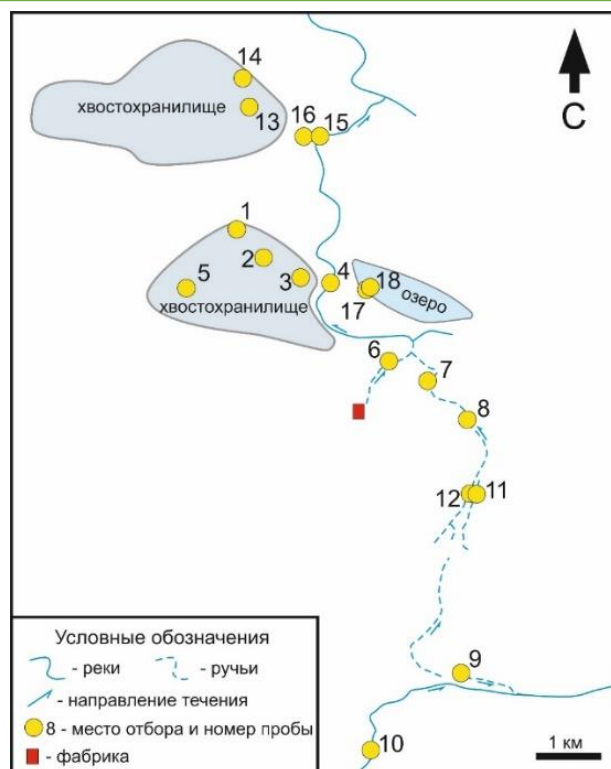 14
хвостохранилище
13
16 15
С
1
2
5
3
4
18
хвостохранилище
17
озеро
6
7
8
12 11
9
10
Условные обозначения
- реки - ручьи
- направление течения
8 - место отбора и номер пробы
- фабрика
1 км